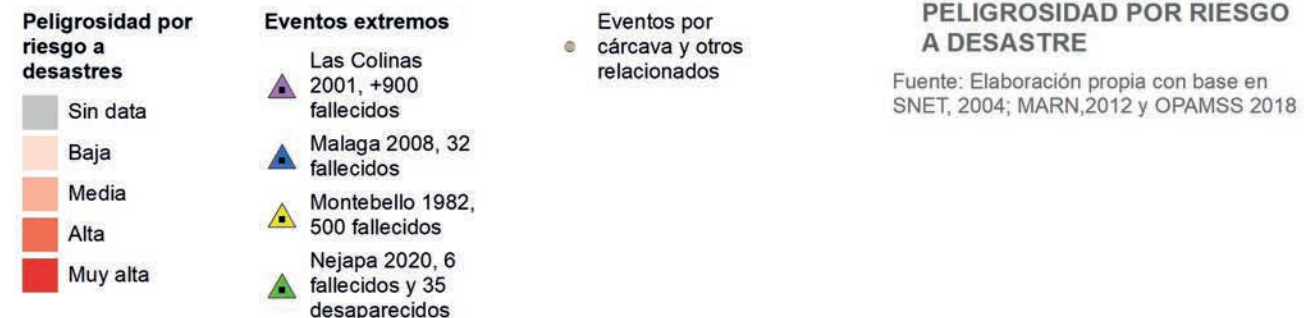 Peligrosidad por
riesgo a
desastres
Sin data
Baja
Media
Alta
Muy alta
Eventos extremos
Las Colinas
2001, +900
fallecidos
Malaga 2008, 32
fallecidos
Montebello 1982,
500 fallecidos
Nejapa 2020, 6
fallecidos y 35
desaparecidos
Eventos por
cárcava y otros
relacionados
PELIGROSIDAD POR RIESGO
A DESASTRE
Fuente: Elaboración propia con base en
SNET, 2004; MARN,2012 y OPAMSS 2018